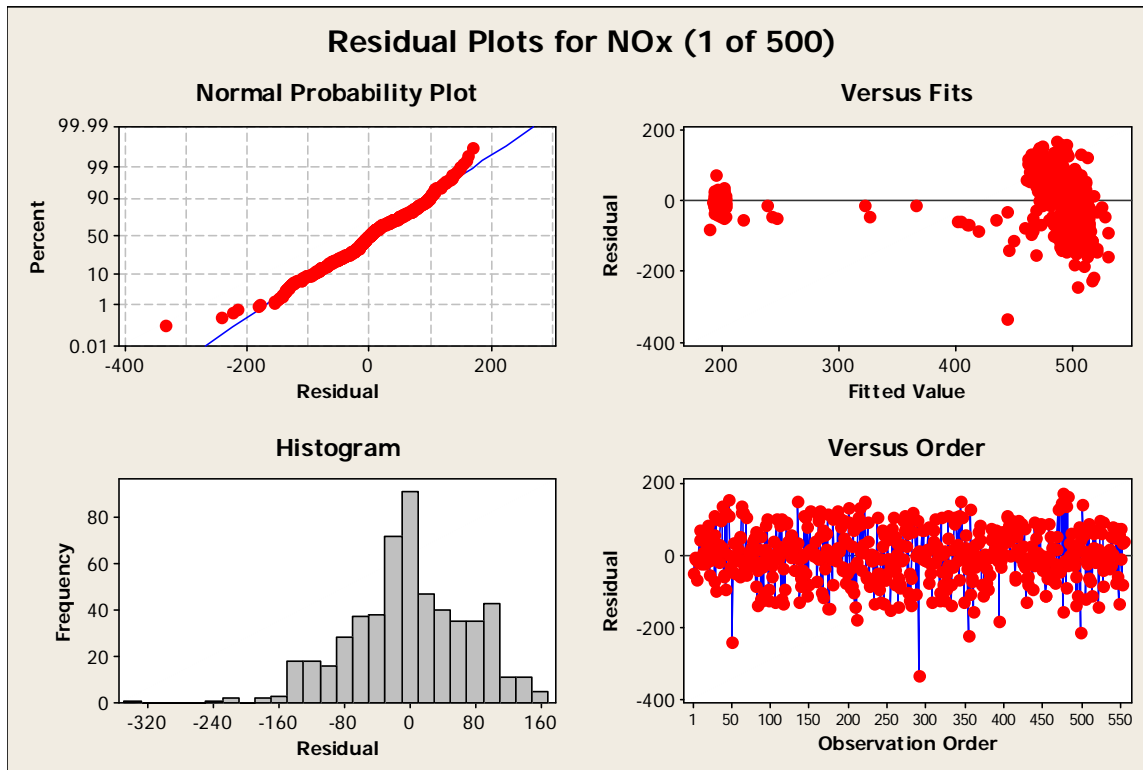 Residual Plots for NOx (1 of 500)
Normal Probability Plot
99.99
99
90
50
10
1
0.01
Percent
-400 -200 0 200
Residual
Versus Fits
200
0
-200
-400
Residual
200 300 400 500
Fitted Value
Histogram
80
60
40
20
0
Frequency
-320 -240 -160 -80 0 80 160
Residual
Versus Order
200
0
-200
-400
Residual
1 50 100 150 200 250 300 350 400 450 500 550
Observation Order